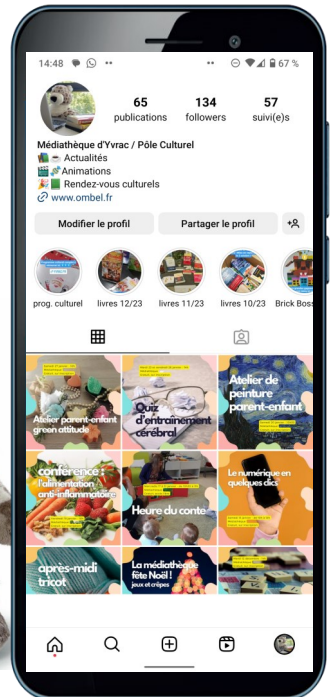 14:48
67 %
65
134
57
publications
followers
suivi(e)s
Médiathèque d'Yvrac / Pôle Culturel
Actualités
Animations
Rendez-vous culturels
www.ombel.fr
Modifier le profil
Partager le profil
prog. culturel
livres 12/23
livres 11/23
livres 10/23
Brick Boss
Atelier parent-enfant
green attitude
Quiz
d'entrainement
cérébral
Atelier de
peinture
parent-enfant
conférence :
l'alimentation
anti-inflammatoire
Heure du conte
Le numérique en
quelques clics
après-midi
tricot
La médiathèque
fête Noël !
jeux et crêpes